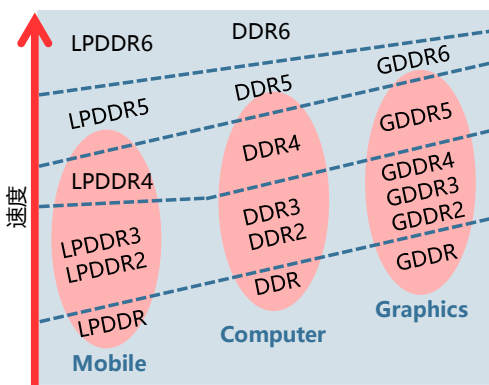 LPDDR6
DDR6
GDDR6
LPDDR5
DDR5
GDDR5
LPDDR4
DDR4
GDDR4
GDDR3
GDDR2
LPDDR3
LPDDR2
DDR3
DDR2
LPDDR
DDR
GDDR
Mobile
Computer
Graphics
速度